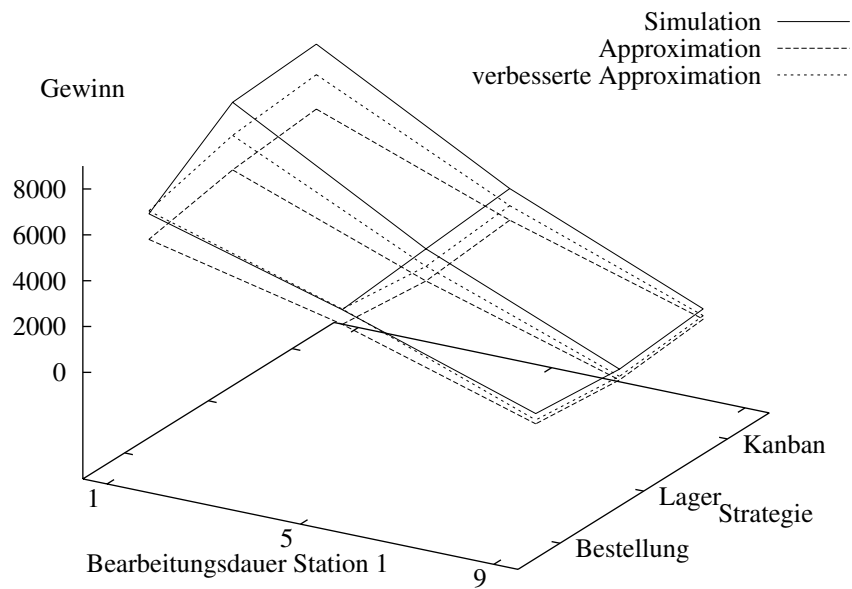 Simulation
Approximation
verbesserte Approximation
Gewinn
8000
6000
4000
2000
0
Kanban
Lager
Strategie
Bestellung
1
5
9
Bearbeitungsdauer Station 1